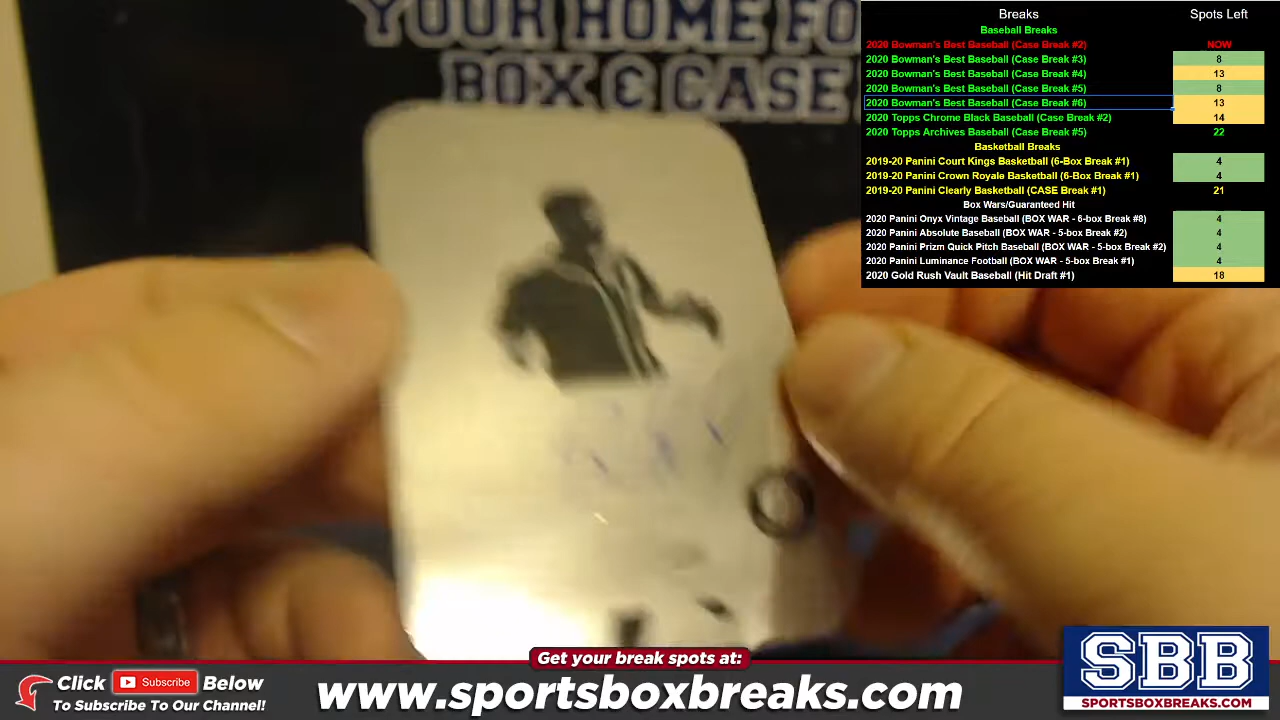 YOUR HOME FO
BOX & CASE
Breaks Spots Left
Baseball Breaks
2020 Bowman's Best Baseball (Case Break #2) NOW
2020 Bowman's Best Baseball (Case Break #3) 8
2020 Bowman's Best Baseball (Case Break #4) 13
2020 Bowman's Best Baseball (Case Break #5) 8
2020 Bowman's Best Baseball (Case Break #6) 13
2020 Topps Chrome Black Baseball (Case Break #2) 14
2020 Topps Archives Baseball (Case Break #5) 22
Basketball Breaks
2019-20 Panini Court Kings Basketball (6-Box Break #1) 4
2019-20 Panini Crown Royale Basketball (6-Box Break #1) 4
2019-20 Panini Clearly Basketball (CASE Break #1) 21
Box Wars/Guaranteed Hit
2020 Panini Onyx Vintage Baseball (BOX WAR - 6-box Break #8) 4
2020 Panini Absolute Baseball (BOX WAR - 5-box Break #2) 4
2020 Panini Prizm Quick Pitch Baseball (BOX WAR - 5-box Break #2) 4
2020 Panini Luminance Football (BOX WAR - 5-box Break #1) 4
2020 Gold Rush Vault Baseball (Hit Draft #1) 18
Get your break spots at:
Click Subscribe Below
To Subscribe To Our Channel!
www.sportsboxbreaks.com
SBB
SPORTSBOXBREAKS.COM